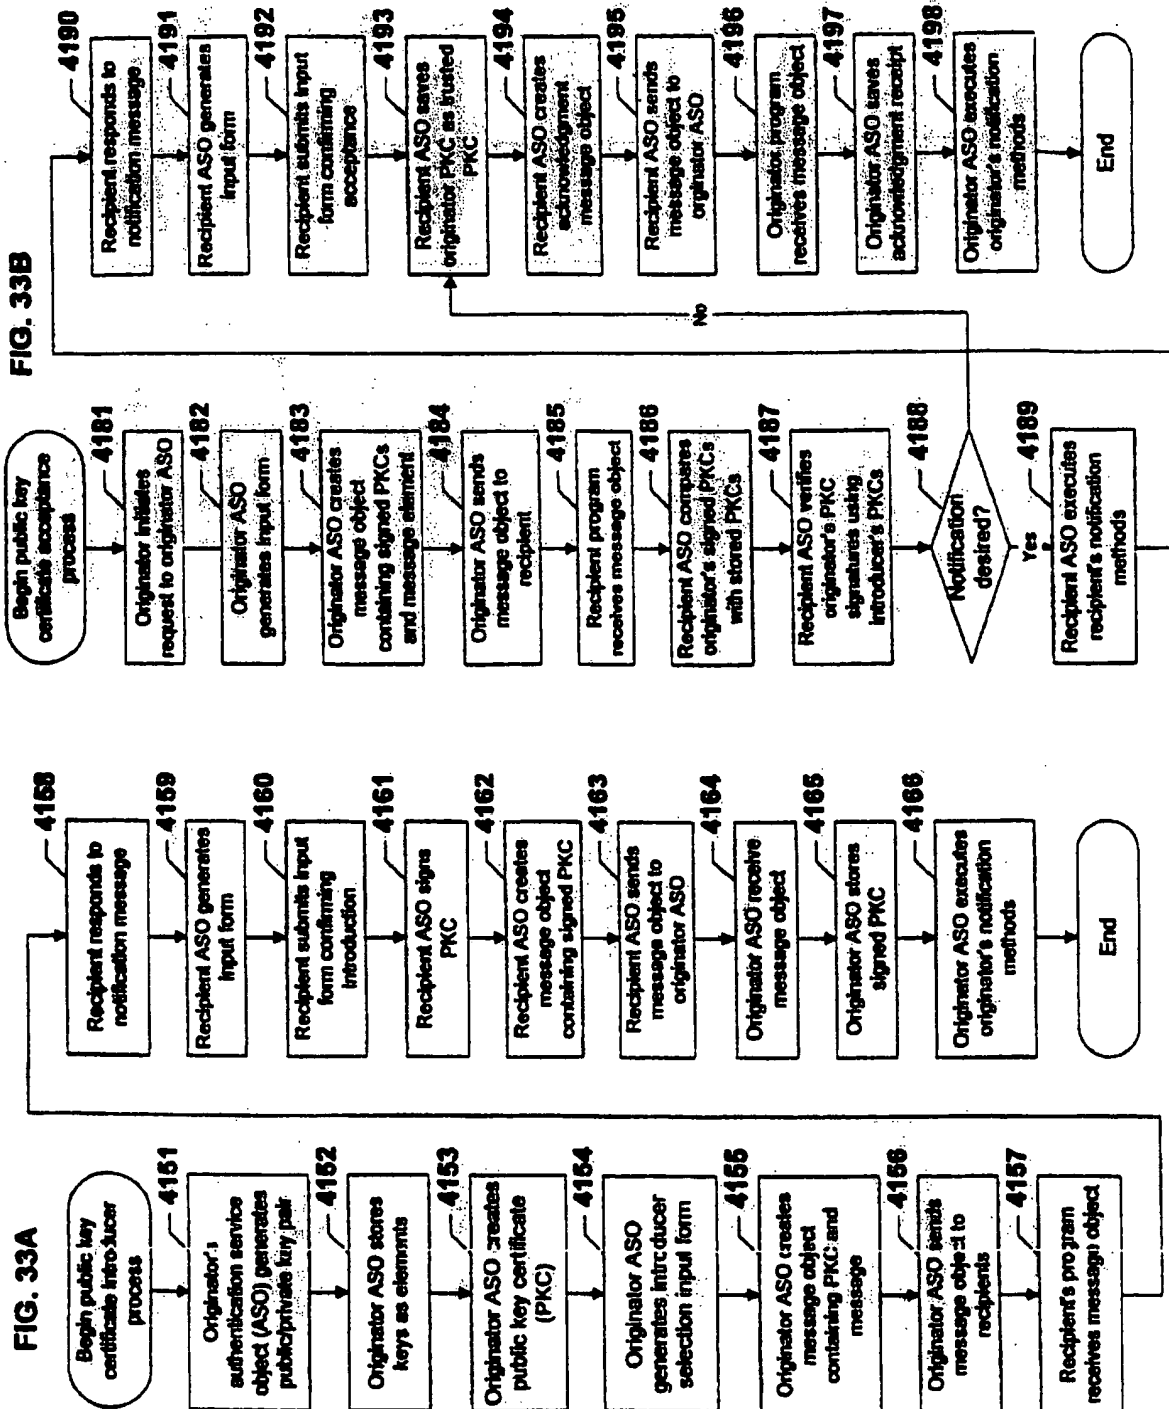 FIG. 33A
Begin public key
certificate introducer
process
4151
Originator's
authentication service
object (ASO) generates
public/private key pair
4152
Originator ASO stores
keys as elements
4153
Originator ASO creates
public key certificate
(PKC)
4154
Originator ASO
generates introducer
selection input form
4155
Originator ASO creates
message object
containing PKC and
message
4156
Originator ASO sends
message object to
recipients
4157
Recipient's program
receives message object
4158
Recipient responds to
notification message
4159
Recipient ASO generates
input form
4160
Recipient submits input
form confirming
introduction
4161
Recipient ASO signs
PKC
4162
Recipient ASO creates
message object
containing signed PKC
4163
Recipient ASO sends
message object to
originator ASO
4164
Originator ASO receive
message object
4165
Originator ASO stores
signed PKC
4166
Originator ASO executes
originator's notification
methods
End
FIG. 33B
Begin public key
certificate acceptance
process
4181
Originator initiates
request to originator ASO
4182
Originator ASO
generates input form
4183
Originator ASO creates
message object
containing signed PKCs
and message element
4184
Originator ASO sends
message object to
recipient
4185
Recipient program
receives message object
4186
Recipient ASO compares
originator's signed PKCs
with stored PKCs
4187
Recipient ASO verifies
originator's PKC
signatures using
introducer's PKCs
4188
Notification
desired?
No
Yes
4189
Recipient ASO executes
recipient's notification
methods
4190
Recipient responds to
notification message
4191
Recipient ASO generates
input form
4192
Recipient submits input
form confirming
acceptance
4193
Recipient ASO saves
originator PKC as trusted
PKC
4194
Recipient ASO creates
acknowledgment
message object
4195
Recipient ASO sends
message object to
orginator ASO
4196
Originator program
receives message object
4197
Originator ASO saves
acknowledgment receipt
4198
Originator ASO executes
originator's notification
methods
End